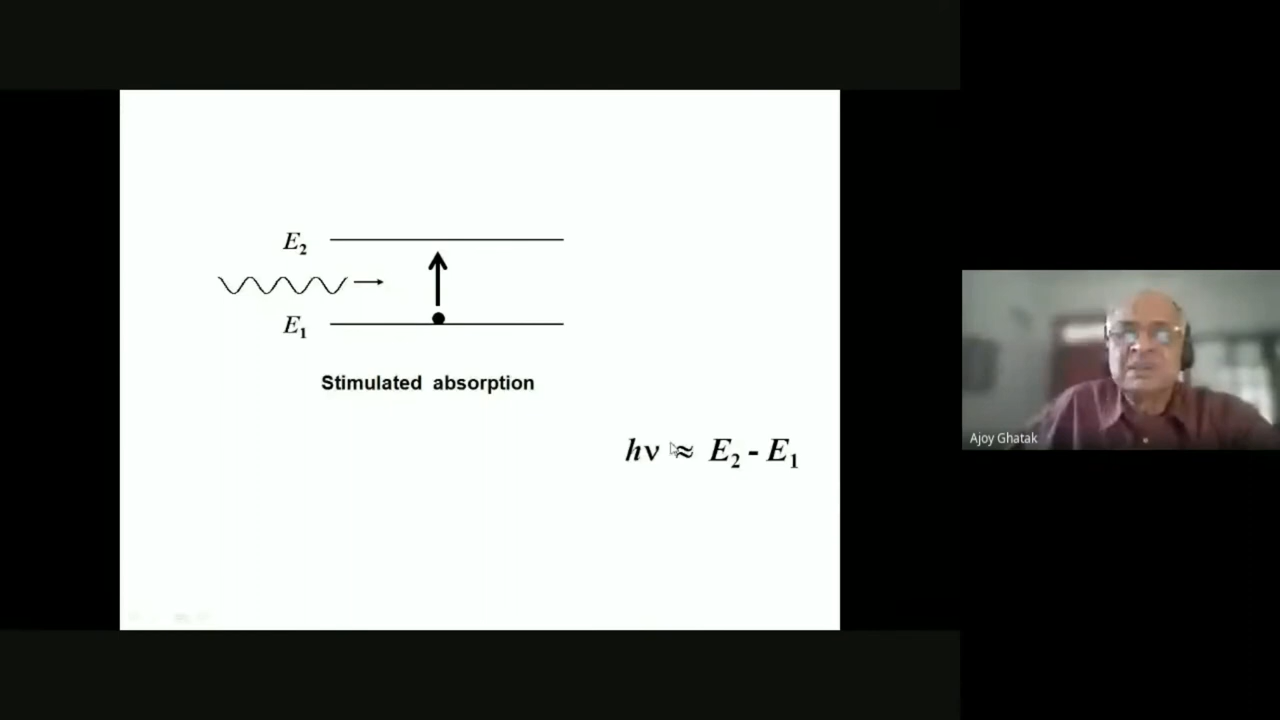 E₂
E₁
Stimulated absorption
hν ≈ E₂ - E₁
Ajoy Ghatak